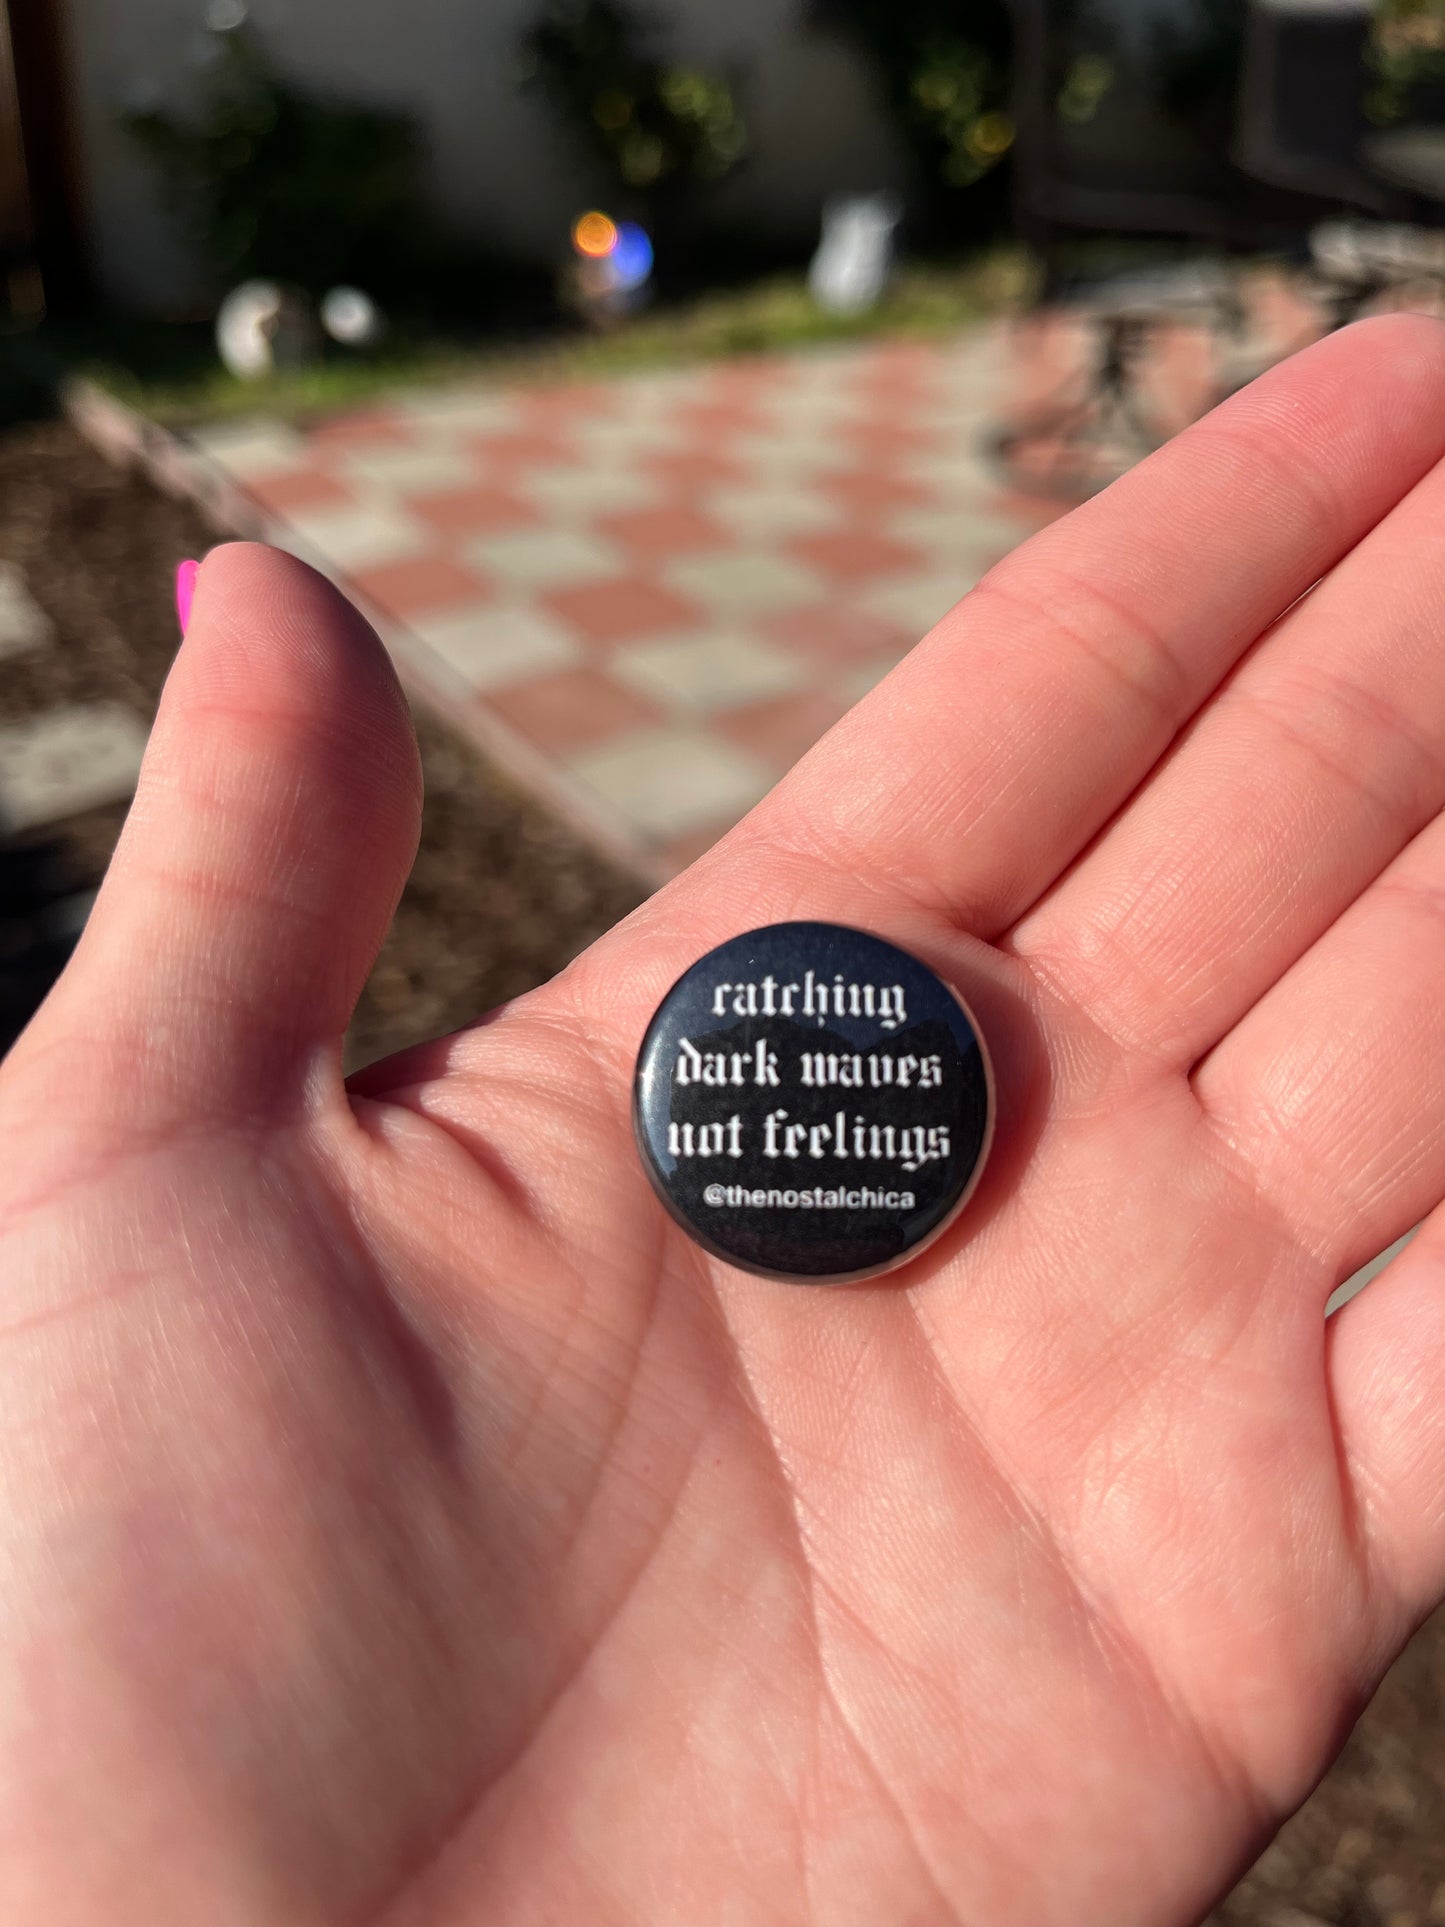 catching
dark waves
not feelings
@thenostalchica